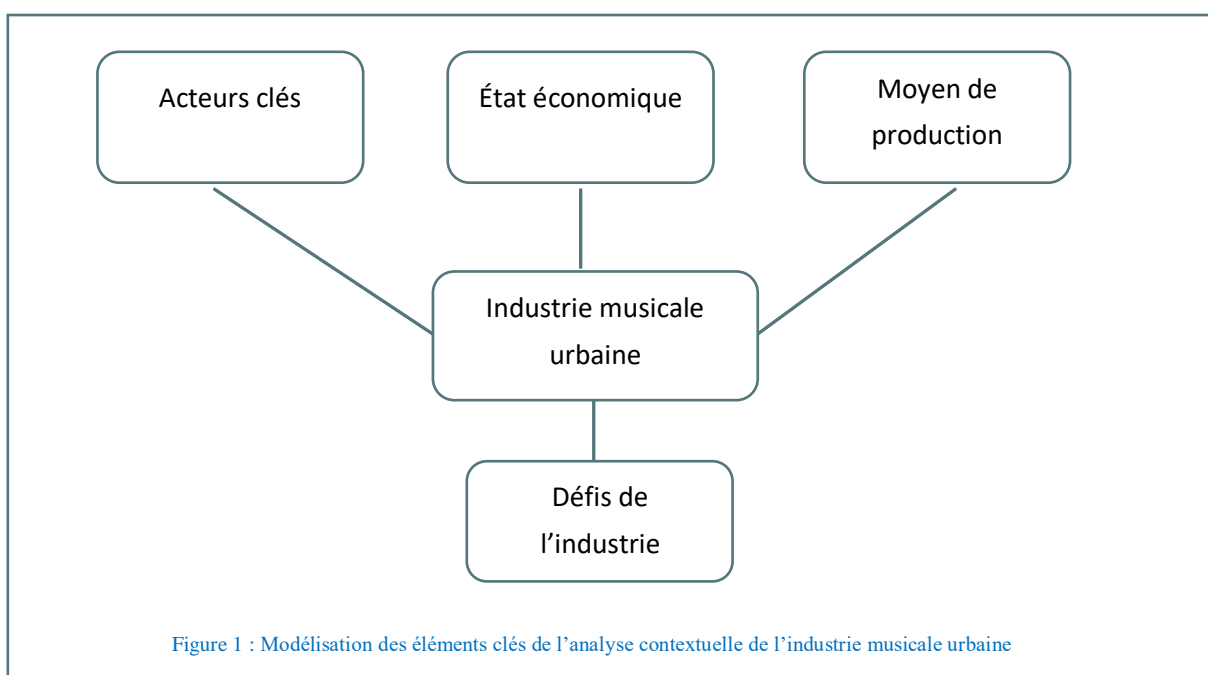 Acteurs clés
État économique
Moyen de
production
Industrie musicale
urbaine
Défis de
l’industrie
Figure 1 : Modélisation des éléments clés de l’analyse contextuelle de l’industrie musicale urbaine